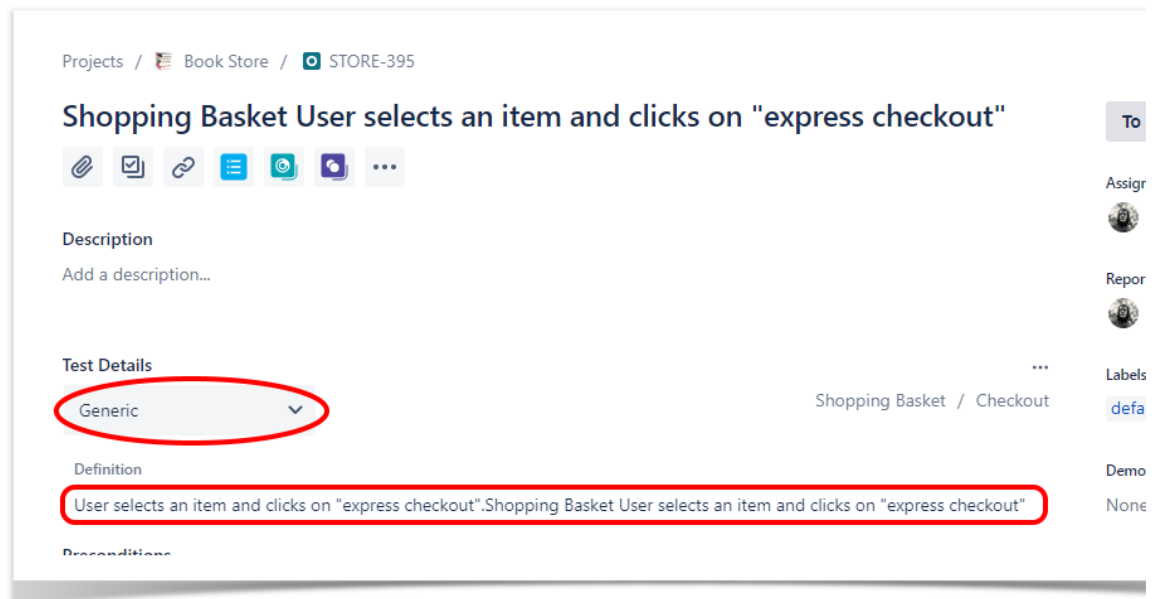 Projects / Book Store / STORE-395
Shopping Basket User selects an item and clicks on "express checkout"
To
Assign
Description
Add a description...
Repor
Test Details
Labels
Generic
Shopping Basket / Checkout
defa
Definition
Demo
User selects an item and clicks on "express checkout".Shopping Basket User selects an item and clicks on "express checkout"
None
Preconditions